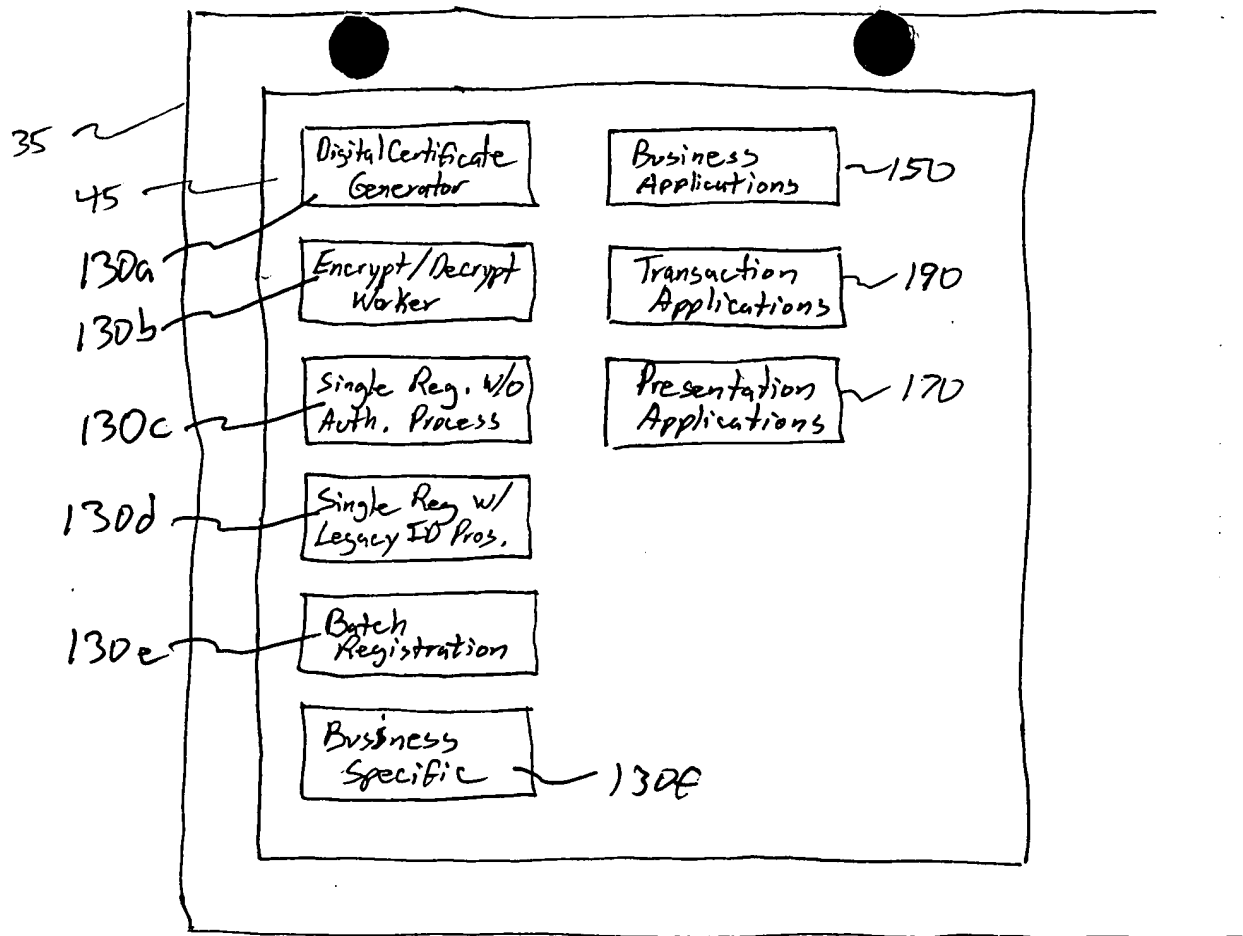 35
45
Digital Certificate
Generator
130a
Encrypt/Decrypt
Worker
130b
Single Reg. w/o
Auth. Process
130c
Single Reg w/
Legacy ID Pros.
130d
Batch
Registration
130e
Business
Specific
130f
Business
Applications
150
Transaction
Applications
190
Presentation
Applications
170